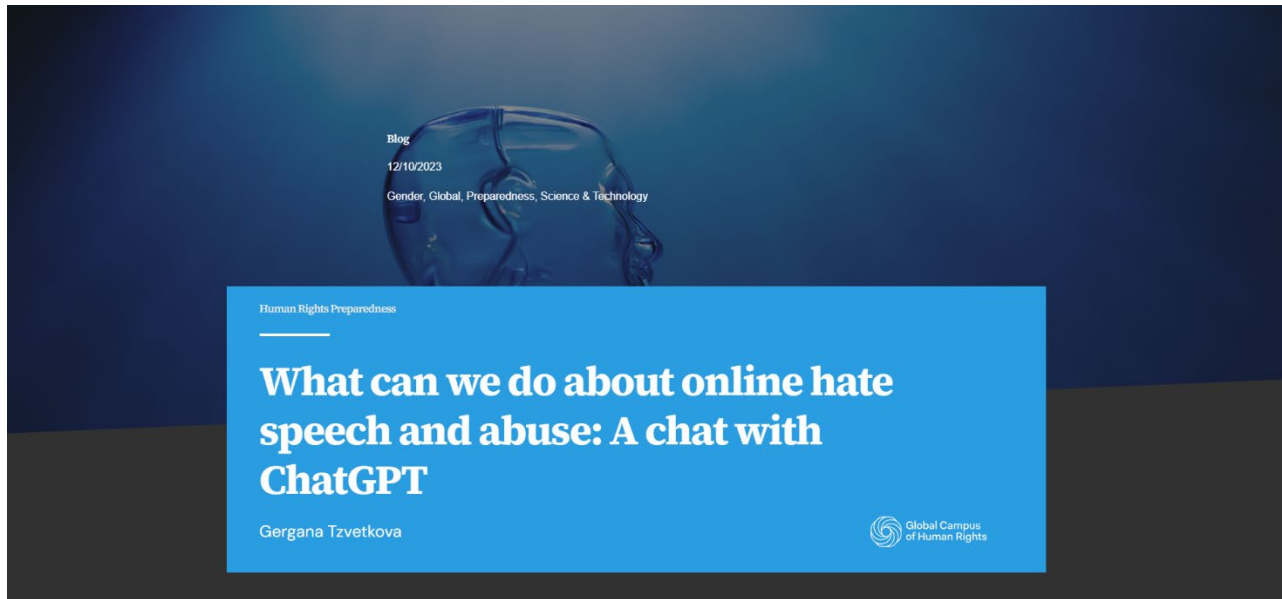 Blog
12/10/2023
Gender, Global, Preparedness, Science & Technology
Human Rights Preparedness
What can we do about online hate
speech and abuse: A chat with
ChatGPT
Gergana Tzvetkova
Global Campus
of Human Rights